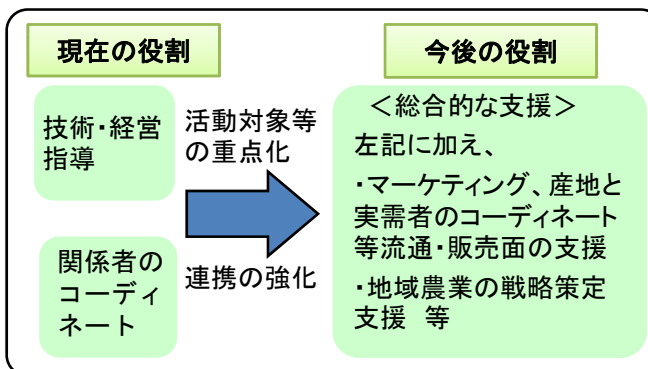 現在の役割
今後の役割
技術・経営
指導
関係者の
コーディ
ネート
活動対象等
の重点化
連携の強化
＜総合的な支援＞
左記に加え、
・マーケティング、産地と
実需者のコーディネート
等流通・販売面の支援
・地域農業の戦略策定
支援　等